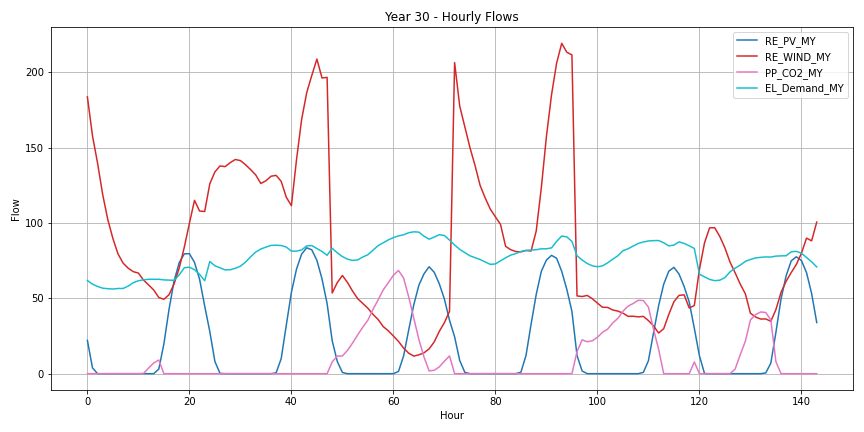 Year 30 - Hourly Flows
RE_PV_MY
RE_WIND_MY
PP_CO2_MY
EL_Demand_MY
Flow
200
150
100
50
0
0 20 40 60 80 100 120 140
Hour